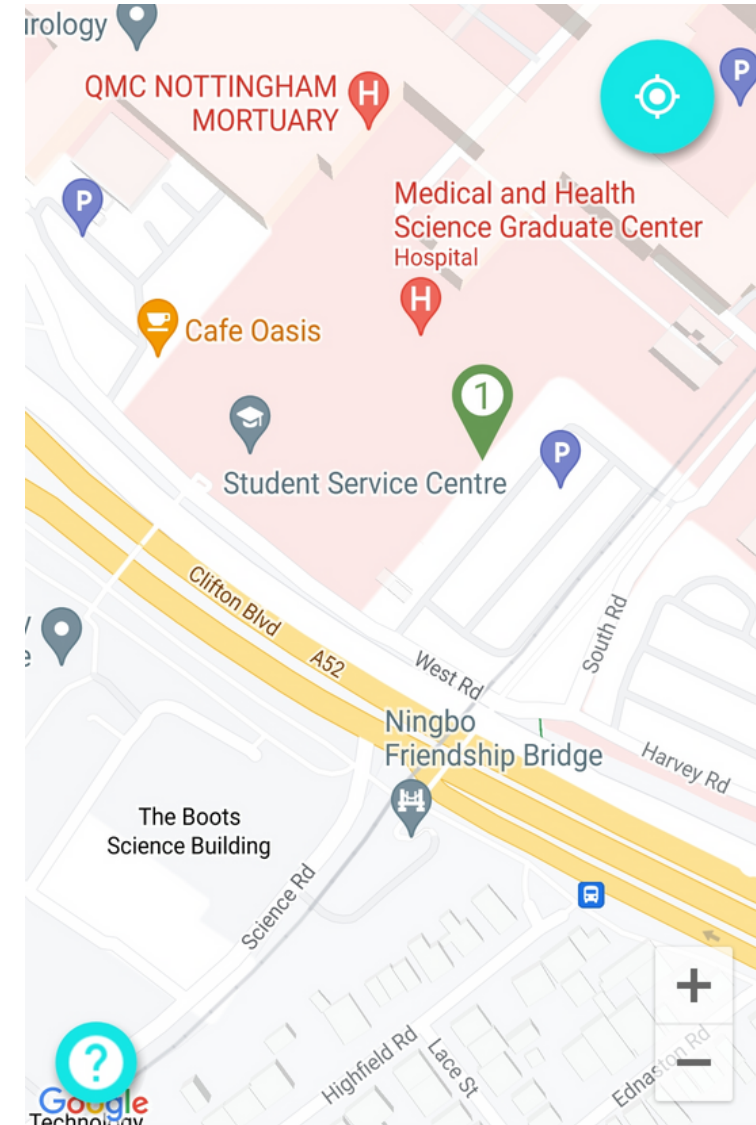 urology
QMC NOTTINGHAM
MORTUARY
H
P
P
Medical and Health
Science Graduate Center
Hospital
H
Cafe Oasis
1
P
Student Service Centre
Clifton Blvd
A52
West Rd
South Rd
Harvey Rd
Ningbo
Friendship Bridge
The Boots
Science Building
Science Rd
Highfield Rd
Lace St
Ednaston Rd
+
−
?
Google
Technology